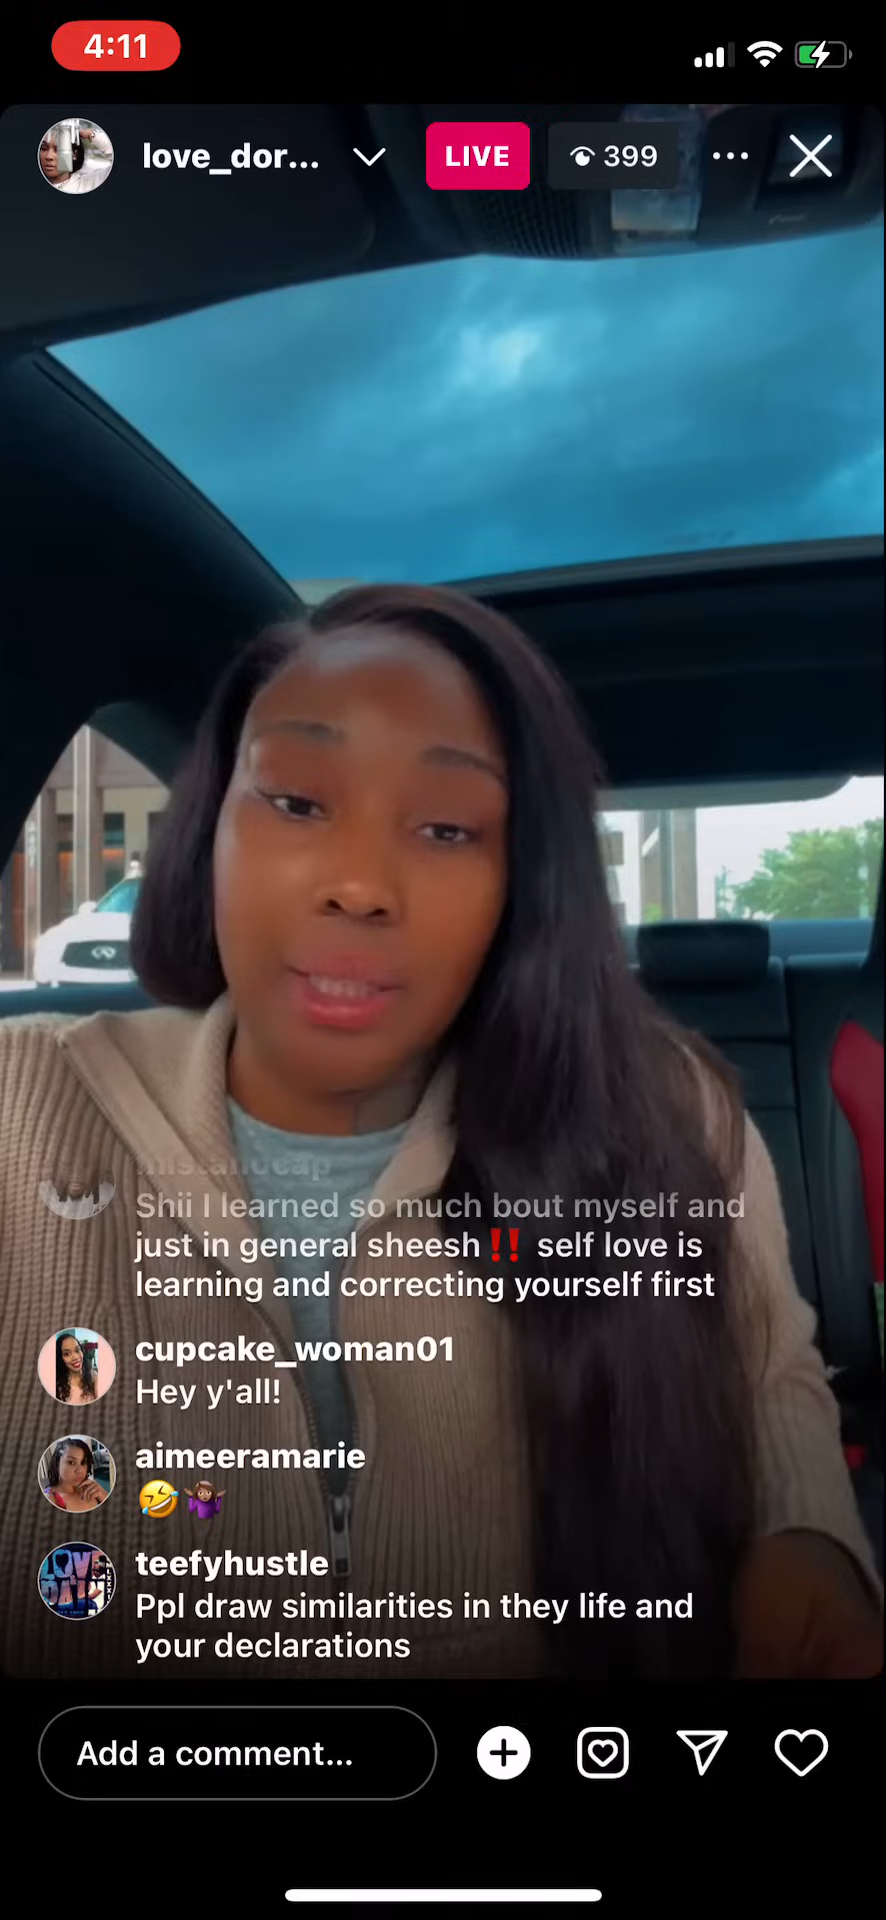 4:11
love_dor...
LIVE
399
Shii I learned so much bout myself and
just in general sheesh‼️ self love is
learning and correcting yourself first
cupcake_woman01
Hey y'all!
aimeeramarie
🤣🤷🏽‍♀️
teefyhustle
Ppl draw similarities in they life and
your declarations
Add a comment...